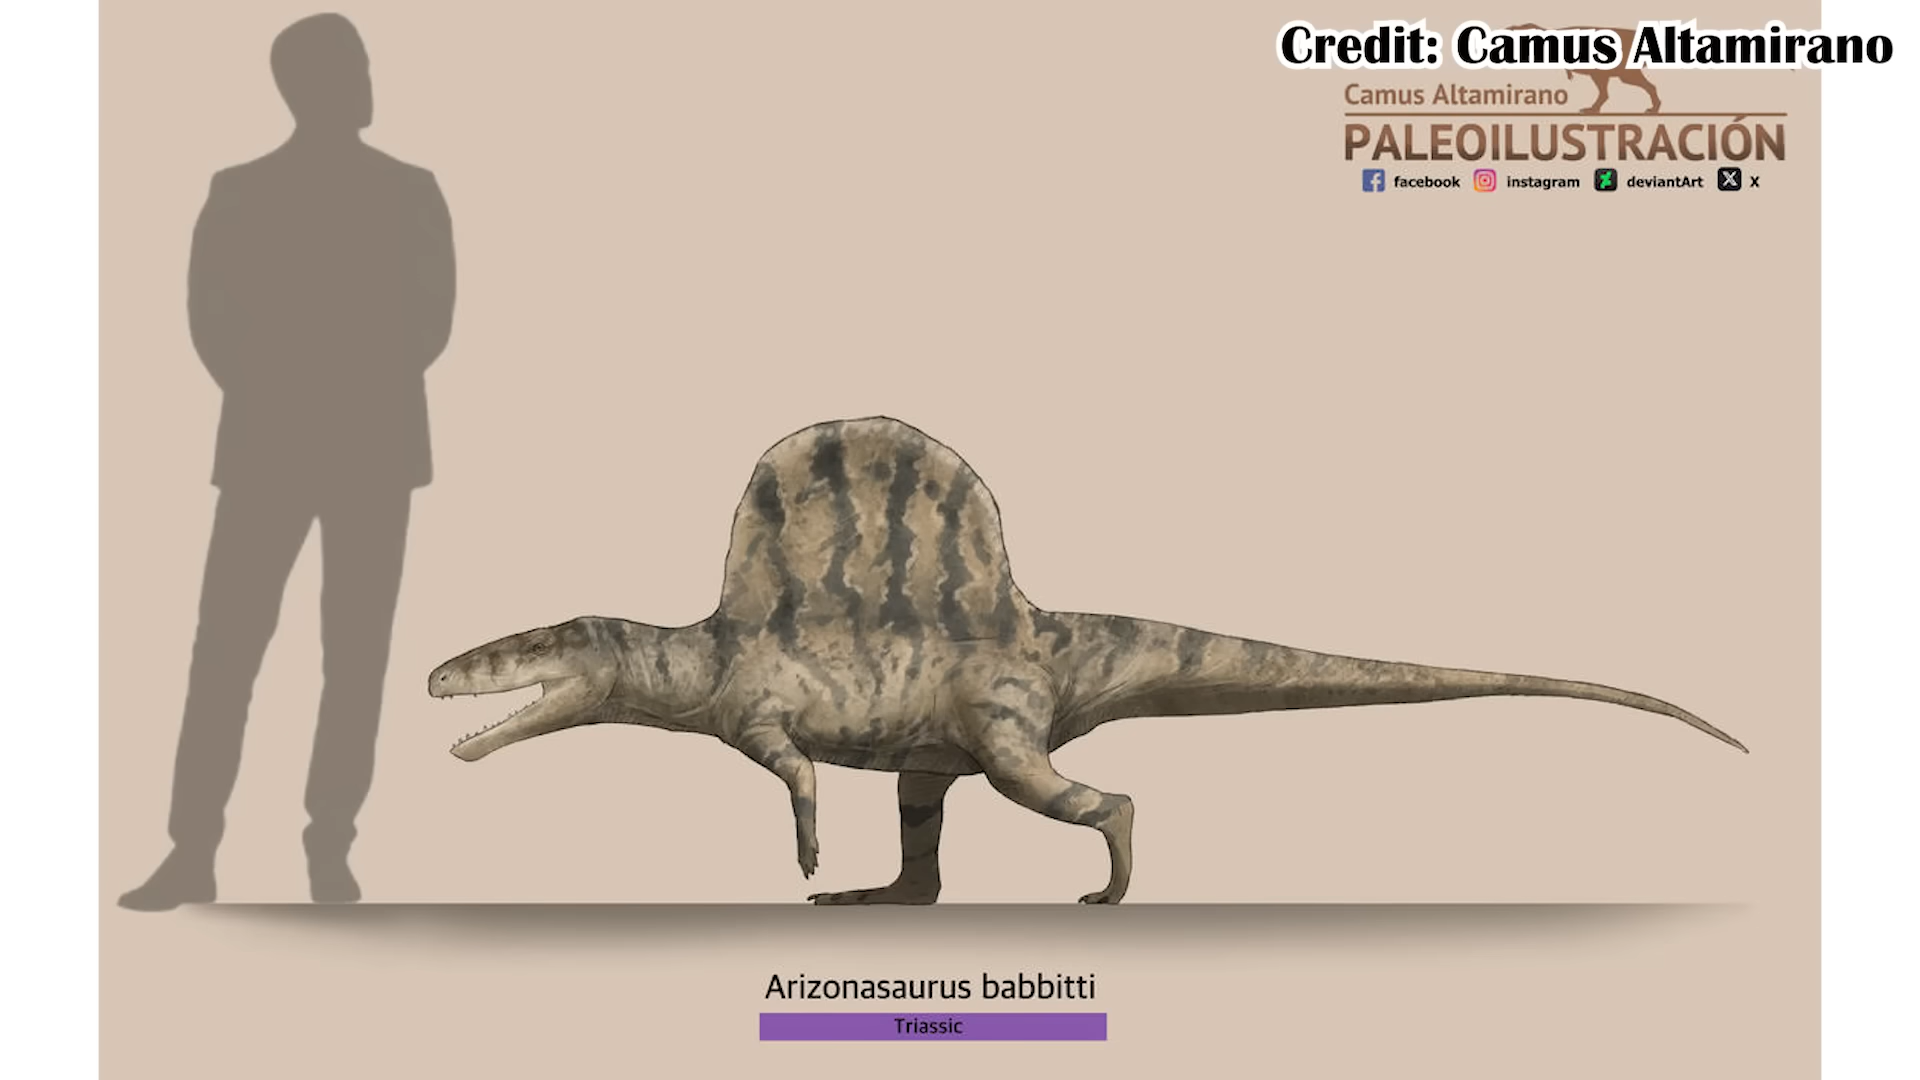 Credit: Camus Altamirano
Camus Altamirano
PALEOILUSTRACIÓN
facebook instagram deviantArt X
Arizonasaurus babbitti
Triassic